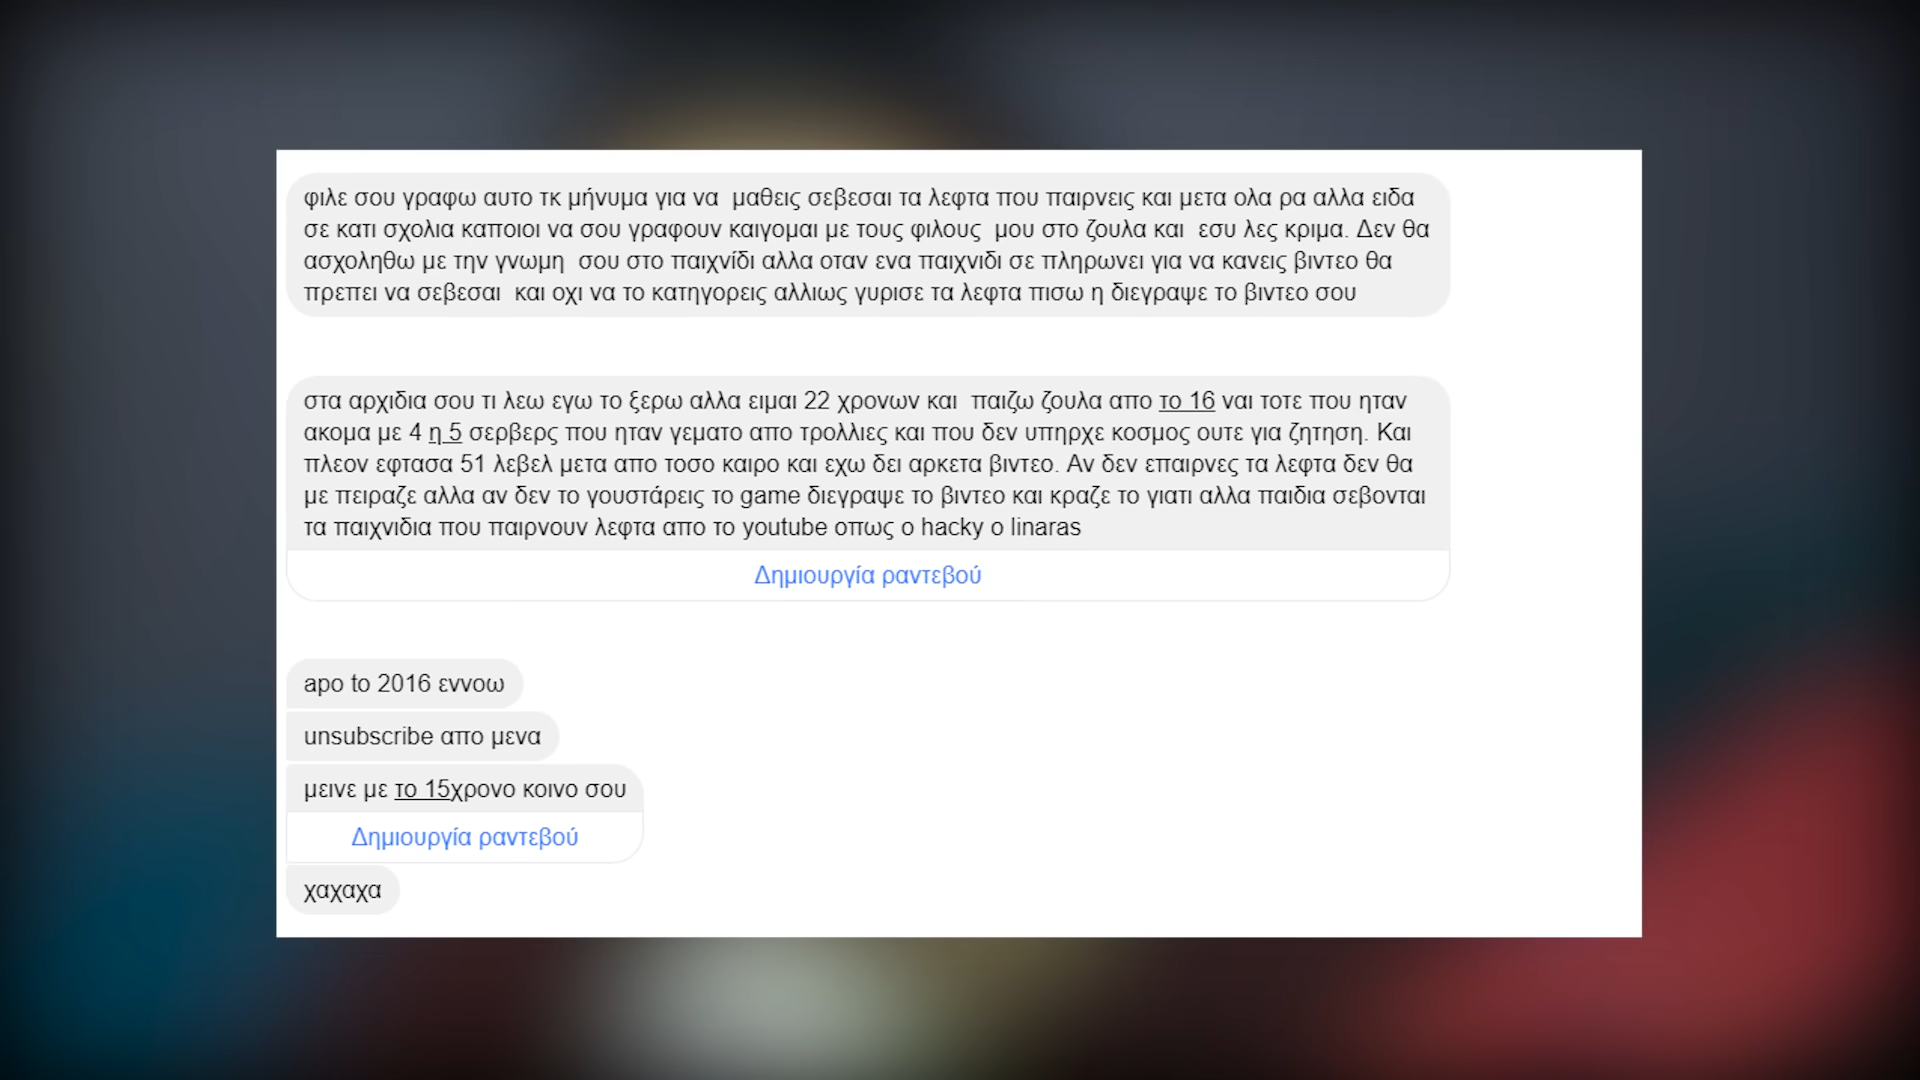 φιλε σου γραφω αυτο τκ μήνυμα για να μαθεις σεβεσαι τα λεφτα που παιρνεις και μετα ολα ρα αλλα ειδα
σε κατι σχολια καποιοι να σου γραφουν καιγομαι με τους φιλους μου στο ζουλα και εσυ λες κριμα. Δεν θα
ασχοληθω με την γνωμη σου στο παιχνίδι αλλα οταν ενα παιχνιδι σε πληρωνει για να κανεις βιντεο θα
πρεπει να σεβεσαι και οχι να το κατηγορεις αλλιως γυρισε τα λεφτα πισω η διεγραψε το βιντεο σου
στα αρχιδια σου τι λεω εγω το ξερω αλλα ειμαι 22 χρονων και παιζω ζουλα απο το 16 ναι τοτε που ηταν
ακομα με 4 η 5 σερβερς που ηταν γεματο απο τρολλιες και που δεν υπηρχε κοσμος ουτε για ζητηση. Και
πλεον εφτασα 51 λεβελ μετα απο τοσο καιρο και εχω δει αρκετα βιντεο. Αν δεν επαιρνες τα λεφτα δεν θα
με πειραζε αλλα αν δεν το γουστάρεις το game διεγραψε το βιντεο και κραζε το γιατι αλλα παιδια σεβονται
τα παιχνιδια που παιρνουν λεφτα απο το youtube οπως ο hacky ο linaras
Δημιουργία ραντεβού
apo to 2016 εννοω
unsubscribe απο μενα
μεινε με το 15χρονο κοινο σου
Δημιουργία ραντεβού
χαχαχα